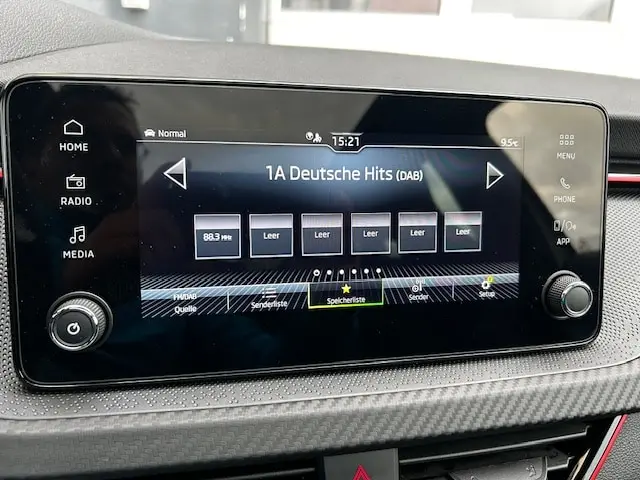 HOME
RADIO
MEDIA
Normal
15:21
9.5°C
1A Deutsche Hits (DAB)
88.3 MHz
Leer
Leer
Leer
Leer
Leer
FM/DAB
Quelle
Senderliste
Speicherliste
Sender
Setup
MENU
PHONE
APP